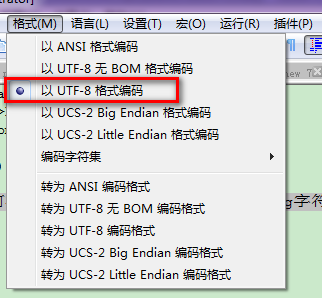 格式(M) 语言(L) 设置(T) 宏(O) 运行(R) 插件(P)
以 ANSI 格式编码
以 UTF-8 无 BOM 格式编码
以 UTF-8 格式编码
以 UCS-2 Big Endian 格式编码
以 UCS-2 Little Endian 格式编码
编码字符集
转为 ANSI 编码格式
转为 UTF-8 无 BOM 编码格式
转为 UTF-8 编码格式
转为 UCS-2 Big Endian 编码格式
转为 UCS-2 Little Endian 编码格式